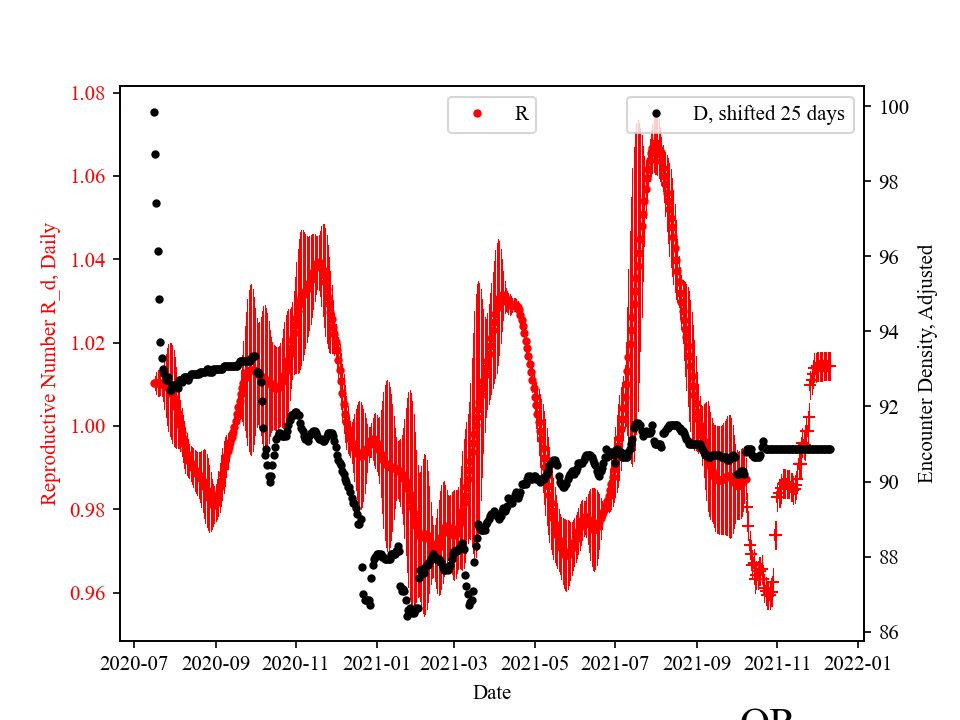 R
D, shifted 25 days
1.08
1.06
1.04
1.02
1.00
0.98
0.96
Reproductive Number R_d, Daily
100
98
96
94
92
90
88
86
Encounter Density, Adjusted
2020-07 2020-09 2020-11 2021-01 2021-03 2021-05 2021-07 2021-09 2021-11 2022-01
Date